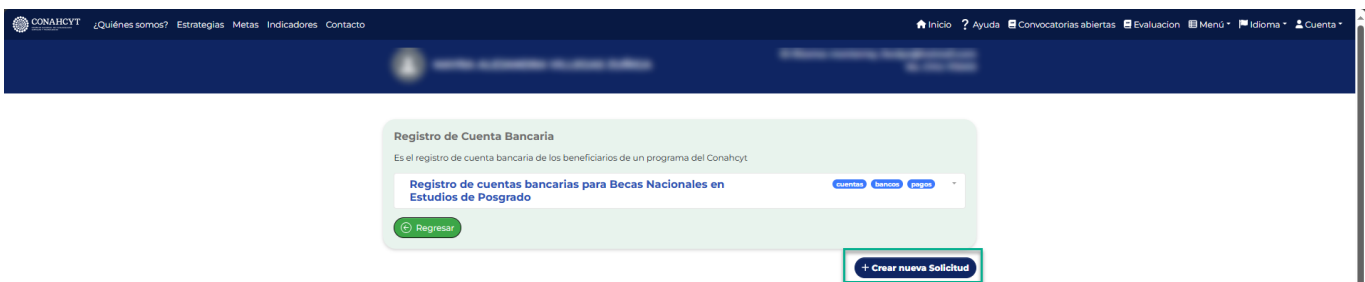 CONAHCYT ¿Quiénes somos? Estrategias Metas Indicadores Contacto Inicio ? Ayuda Convocatorias abiertas Evaluacion Menú Idioma Cuenta
Registro de Cuenta Bancaria
Es el registro de cuenta bancaria de los beneficiarios de un programa del Conahcyt
Registro de cuentas bancarias para Becas Nacionales en cuentas bancos pagos
Estudios de Posgrado
Regresar
+ Crear nueva Solicitud